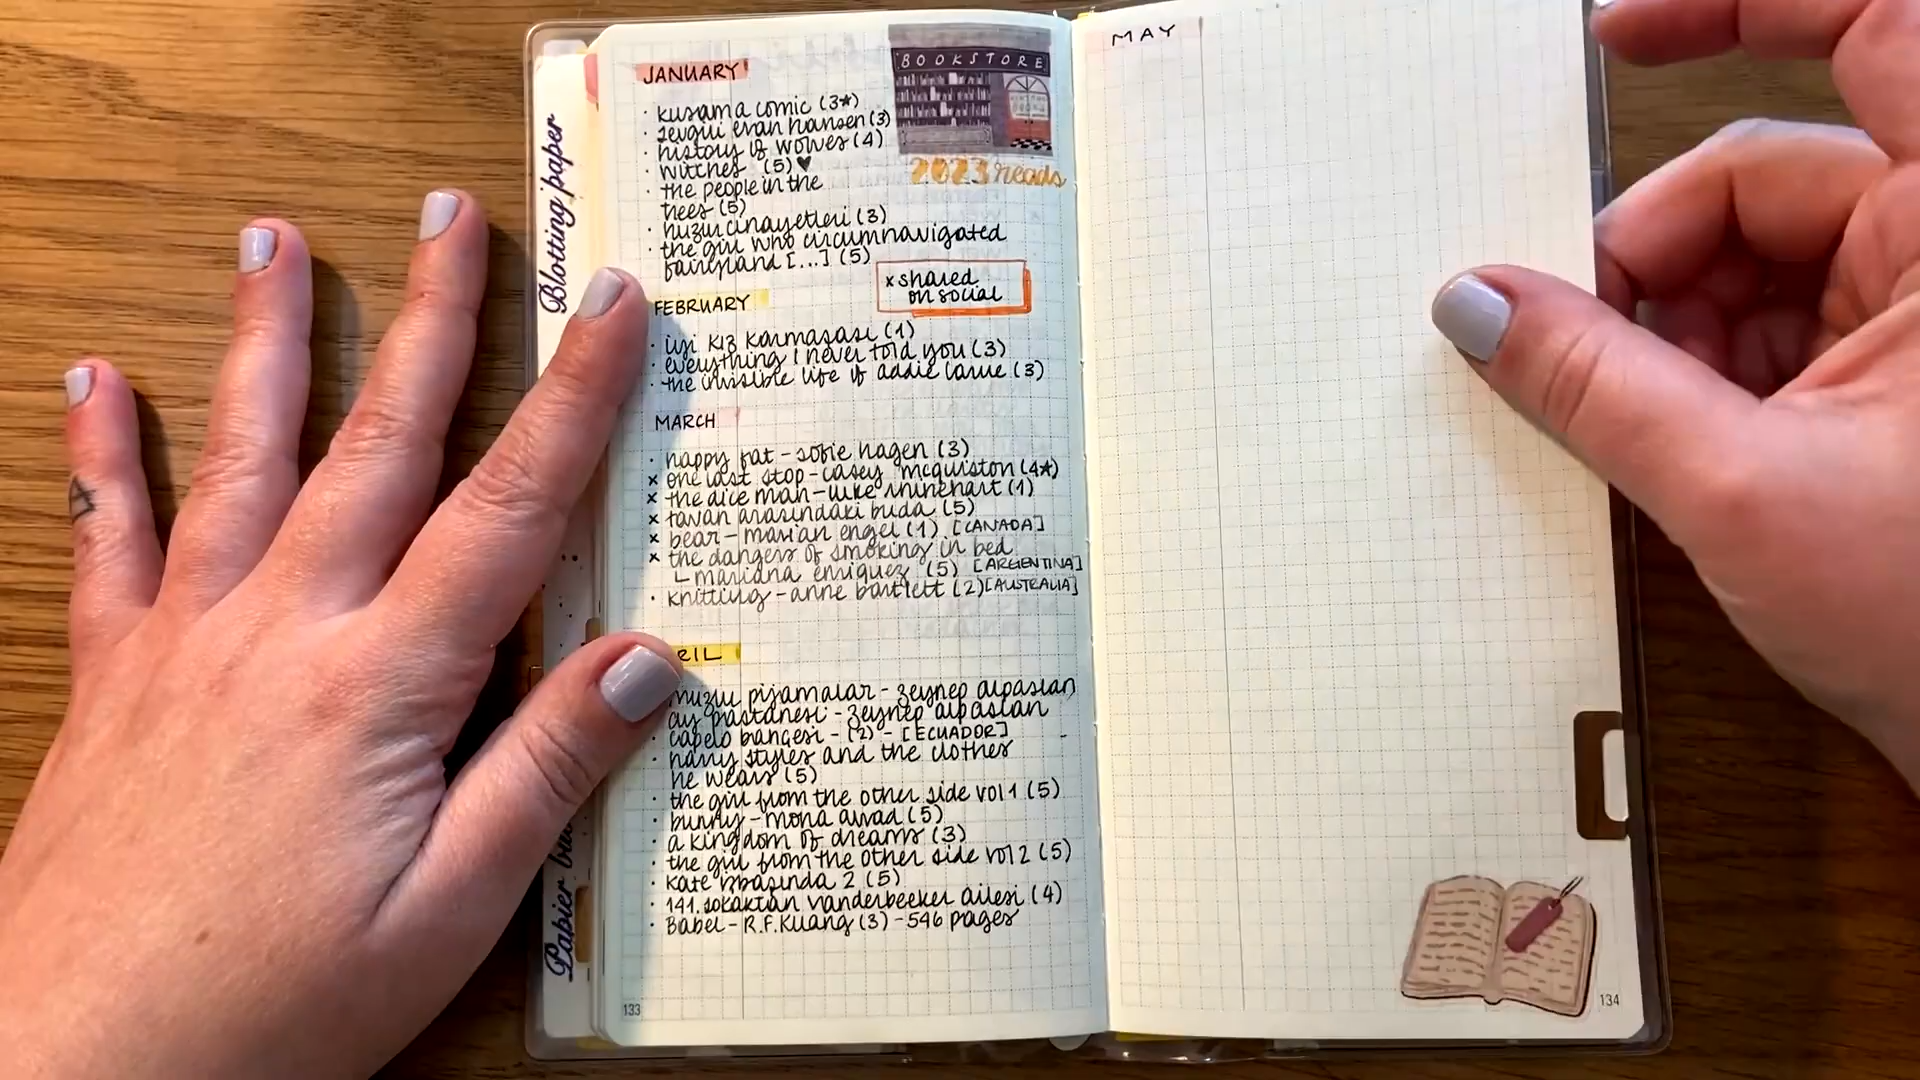 Blotting paper
Papier bu
JANUARY
BOOKSTORE
2023 reads
· kusama comic (3*)
· sevgili evan hansen (3)
· history of wolves (4)
· witches (5) ♥
· the people in the
trees (5)
· huzur cinayetleri (3)
· the girl who circumnavigated
fairyland [...] (5)
x shared
on social
FEBRUARY
· iyi kız karmaşası (1)
· everything I never told you (3)
· the invisible life of addie larue (3)
MARCH
· happy fat - sofie hagen (3)
x one last stop - casey mcquiston (4*)
x the dice man - luke rhinehart (1)
x tavan arasındaki buda (5)
x bear - marian engel (1) [CANADA]
x the dangers of smoking in bed
mariana enriquez (5) [ARGENTINA]
· knitting - anne bartlett (2) [AUSTRALIA]
RIL
pijamalar - zeynep alpaslan
ay pastanesi - zeynep alpaslan
· capelo bangesi - (2) - [ECUADOR]
· harry styles and the clothes
he wears (5)
· the girl from the other side vol 1 (5)
· bunny - mona awad (5)
· a kingdom of dreams (3)
· the girl from the other side vol 2 (5)
· kate 2 (5)
· 141. sokaktan vanderbeeker ailesi (4)
· Babel - R.F. Kuang (3) - 546 pages
133
MAY
134